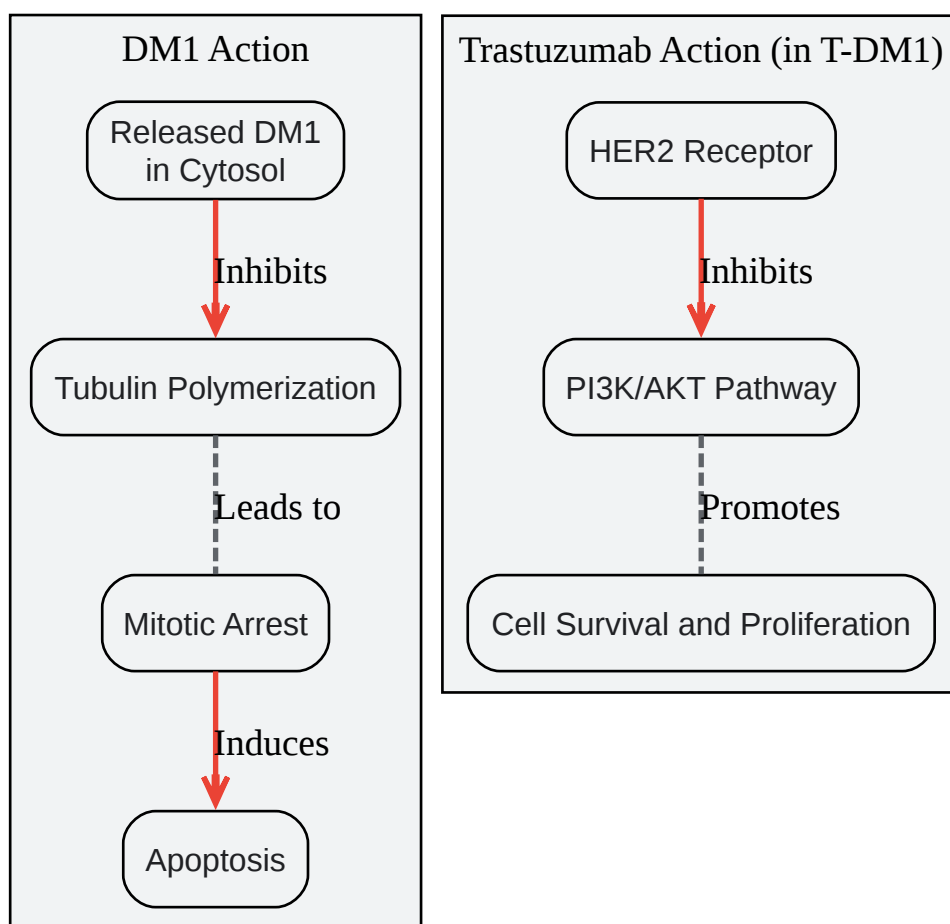 DM1 Action
Released DM1
in Cytosol
Inhibits
Tubulin Polymerization
Leads to
Mitotic Arrest
Induces
Apoptosis
Trastuzumab Action (in T-DM1)
HER2 Receptor
Inhibits
PI3K/AKT Pathway
Promotes
Cell Survival and Proliferation